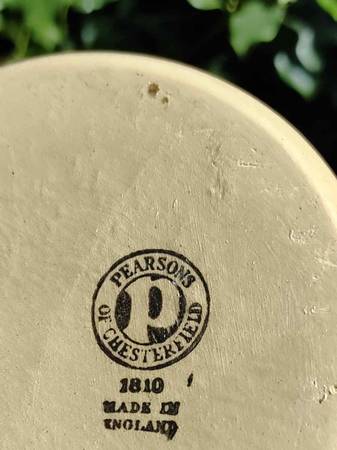 PEARSONS
P
OF CHESTERFIELD
1810
MADE IN
ENGLAND